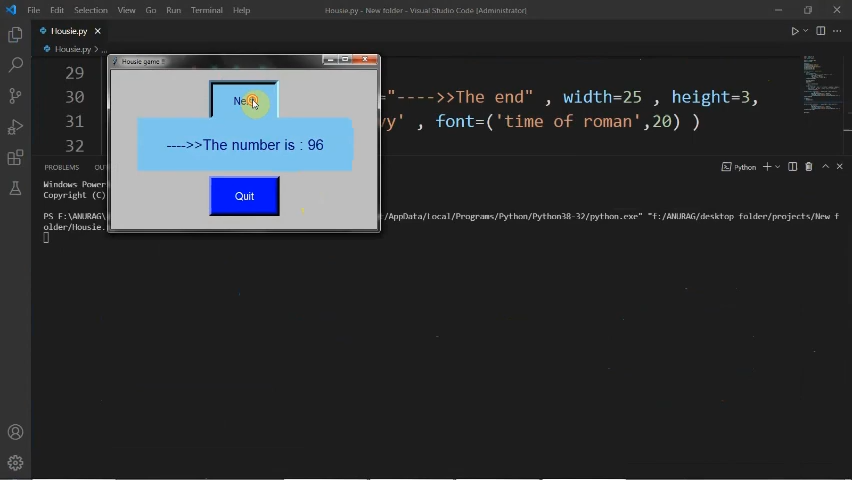 File Edit Selection View Go Run Terminal Help
Housie.py - New folder - Visual Studio Code [Administrator]
Housie.py
Housie.py > ...
Housie game !!
29
30 ="---->>The end" , width=25 , height=3,
31 vy' , font=('time of roman',20) )
32
---->>The number is : 96
Quit
PROBLEMS OU
Python
Windows Power
Copyright (C)
PS F:\ANURAG\ /AppData/Local/Programs/Python/Python38-32/python.exe" "f:/ANURAG/desktop folder/projects/New f
older/Housie.